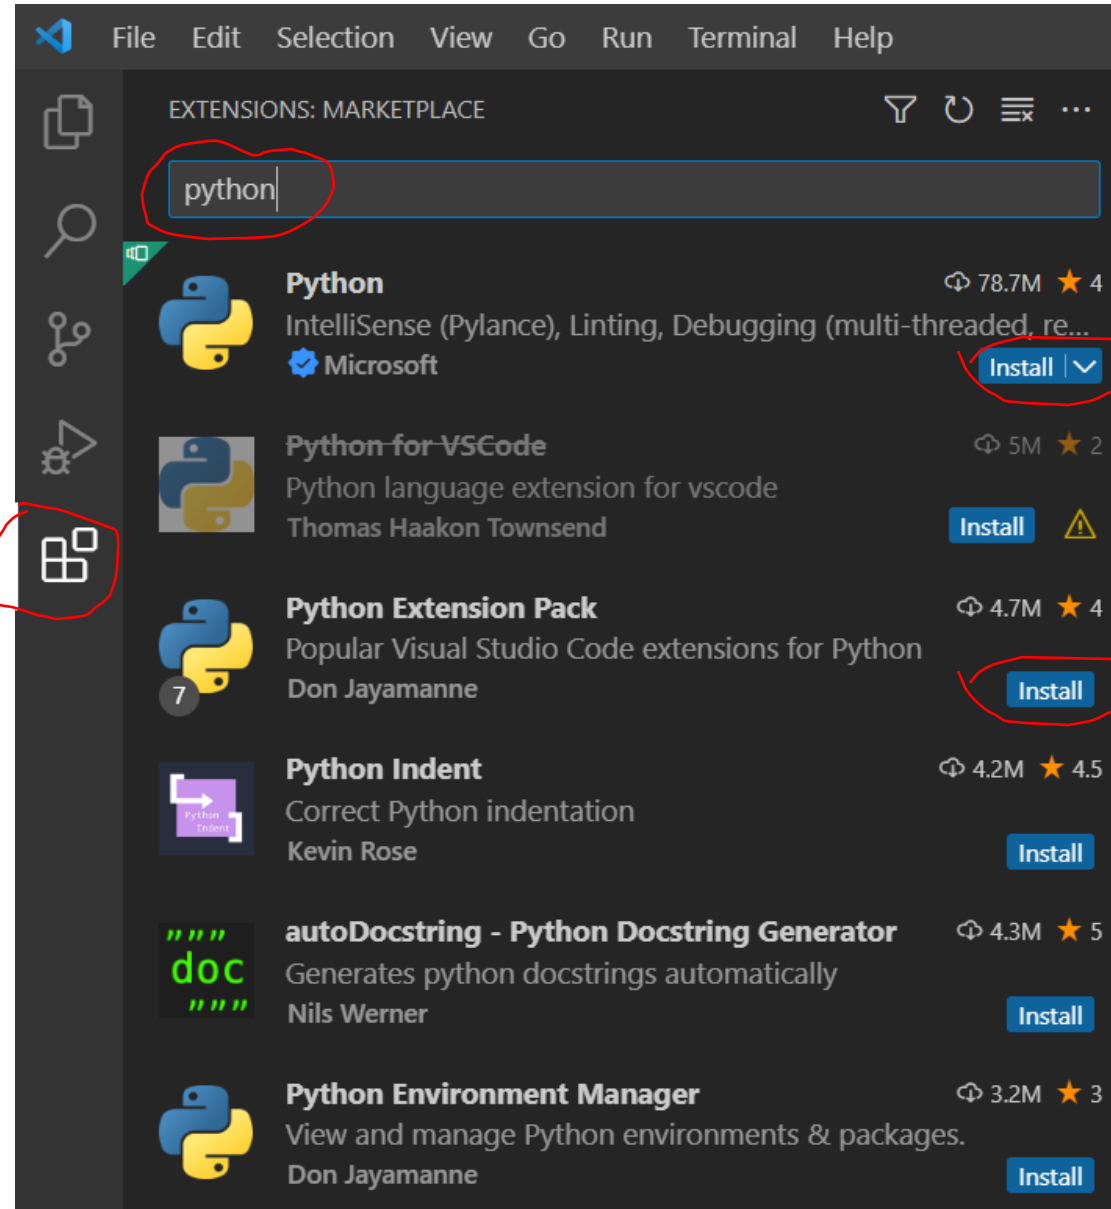 File Edit Selection View Go Run Terminal Help
EXTENSIONS: MARKETPLACE
python
Python 78.7M 4
IntelliSense (Pylance), Linting, Debugging (multi-threaded, re...
Microsoft Install
Python for VSCode 5M 2
Python language extension for vscode
Thomas Haakon Townsend Install
Python Extension Pack 4.7M 4
Popular Visual Studio Code extensions for Python
7 Don Jayamanne Install
Python Indent 4.2M 4.5
Correct Python indentation
Python
Indent
Kevin Rose Install
autoDocstring - Python Docstring Generator 4.3M 5
"""
doc
"""
Generates python docstrings automatically
Nils Werner Install
Python Environment Manager 3.2M 3
View and manage Python environments & packages.
Don Jayamanne Install